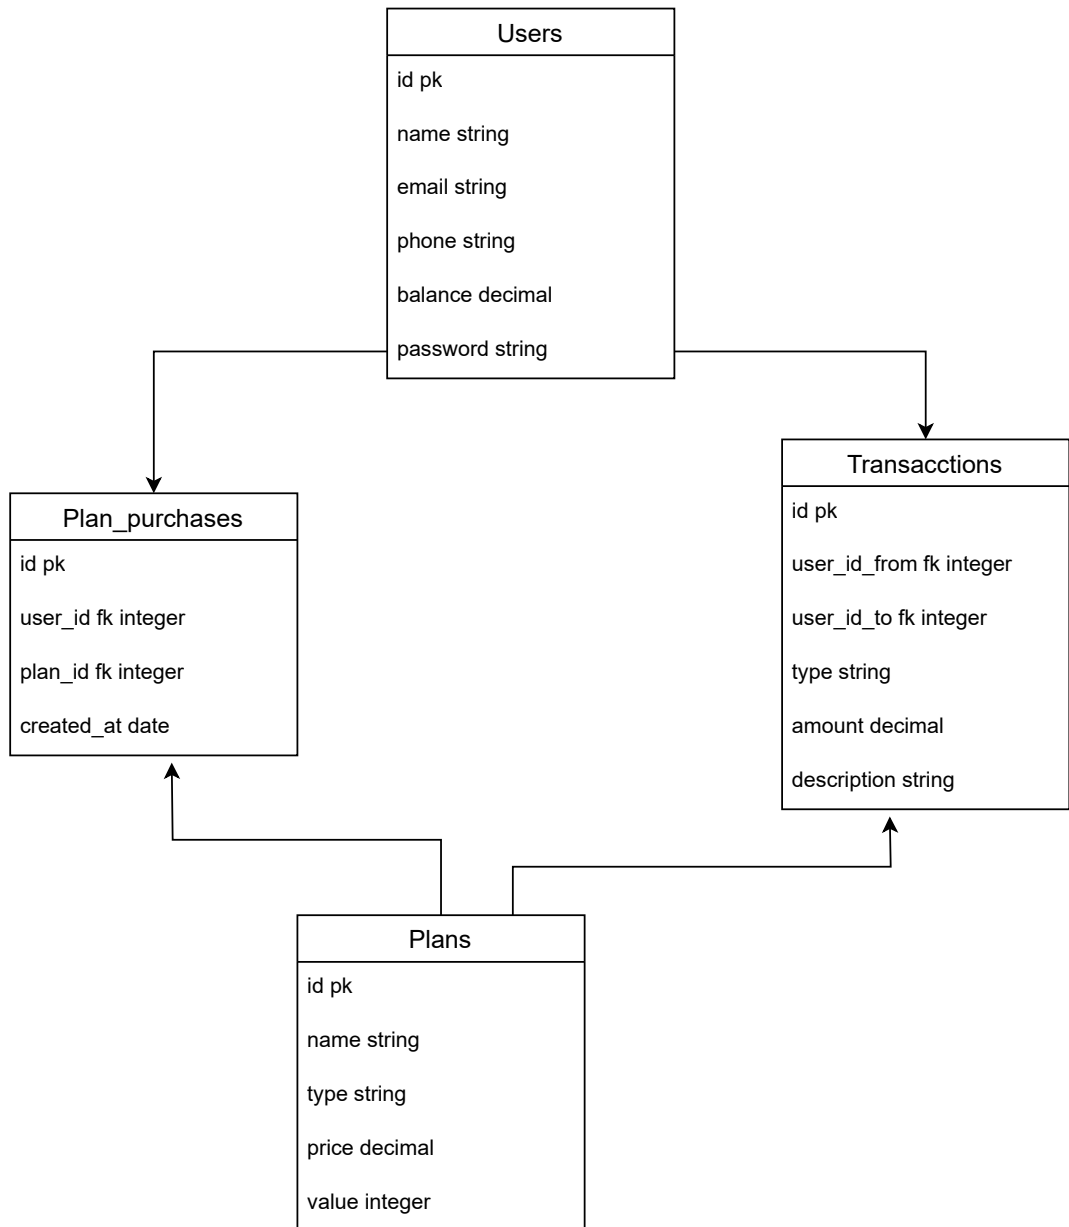 Users
id pk
name string
email string
phone string
balance decimal
password string
Plan_purchases
id pk
user_id fk integer
plan_id fk integer
created_at date
Transacctions
id pk
user_id_from fk integer
user_id_to fk integer
type string
amount decimal
description string
Plans
id pk
name string
type string
price decimal
value integer